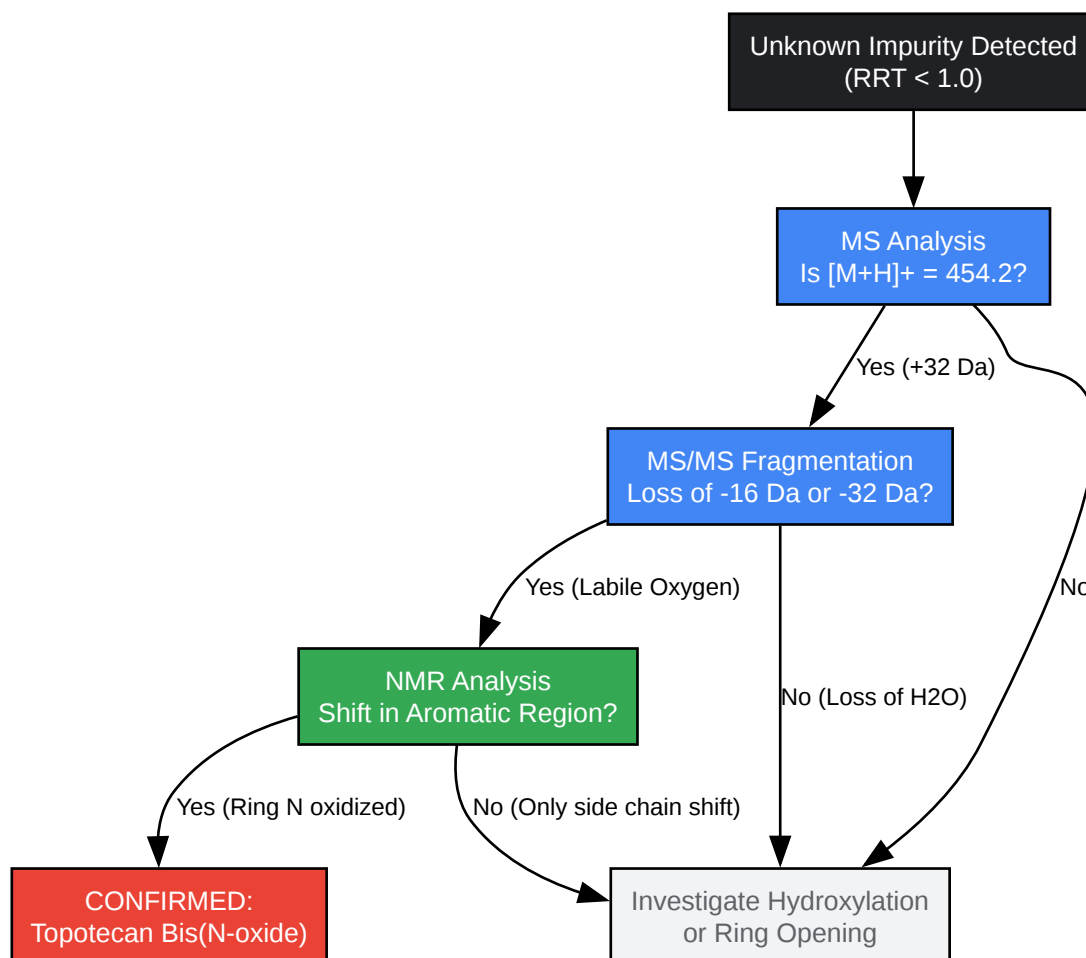 Unknown Impurity Detected
(RRT < 1.0)
MS Analysis
Is [M+H]+ = 454.2?
Yes (+32 Da)
MS/MS Fragmentation
Loss of -16 Da or -32 Da?
Yes (Labile Oxygen)
No
NMR Analysis
Shift in Aromatic Region?
No (Loss of H2O)
Yes (Ring N oxidized)
No (Only side chain shift)
CONFIRMED:
Topotecan Bis(N-oxide)
Investigate Hydroxylation
or Ring Opening